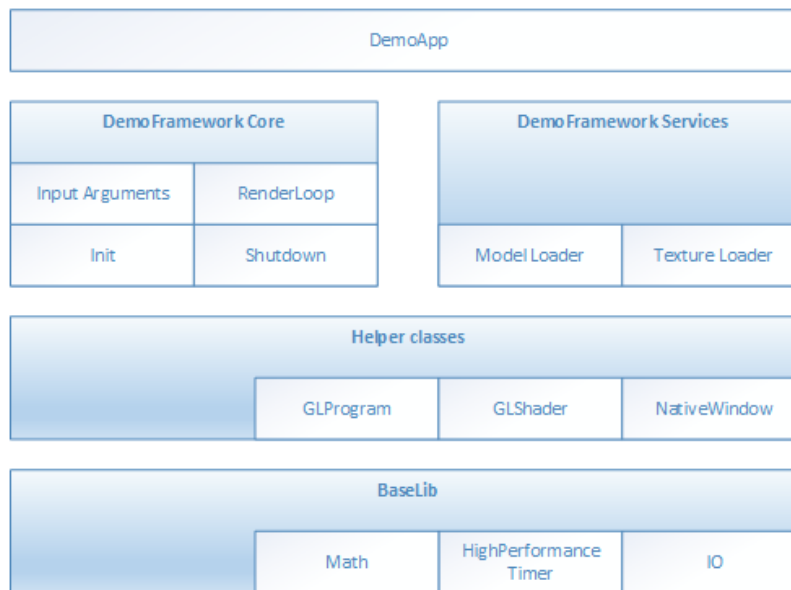 DemoApp
DemoFramework Core
Input Arguments
RenderLoop
Init
Shutdown
DemoFramework Services
Model Loader
Texture Loader
Helper classes
GLProgram
GLShader
NativeWindow
BaseLib
Math
HighPerformance
Timer
IO